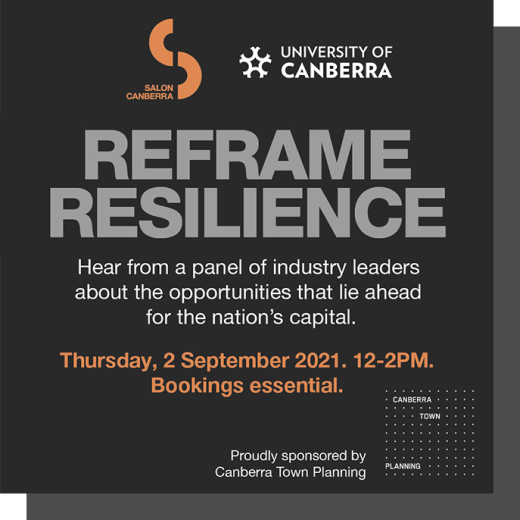 SALON
CANBERRA
UNIVERSITY OF
CANBERRA
REFRAME
RESILIENCE
Hear from a panel of industry leaders
about the opportunities that lie ahead
for the nation's capital.
Thursday, 2 September 2021. 12-2PM.
Bookings essential.
Proudly sponsored by
Canberra Town Planning
CANBERRA
TOWN
PLANNING